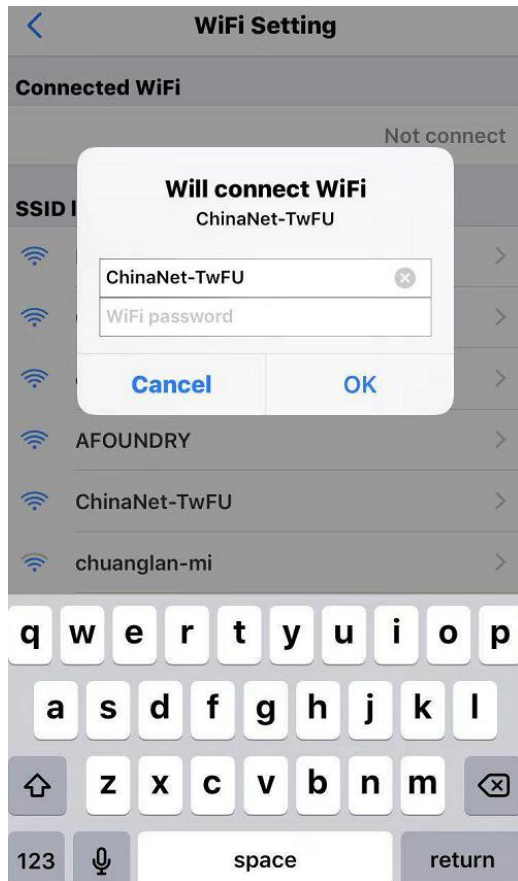 WiFi Setting
Connected WiFi
Not connect
SSID
Will connect WiFi
ChinaNet-TwFU
ChinaNet-TwFU
WiFi password
Cancel OK
AFOUNDRY
ChinaNet-TwFU
chuanglan-mi
q w e r t y u i o p
a s d f g h j k l
z x c v b n m
123 space return